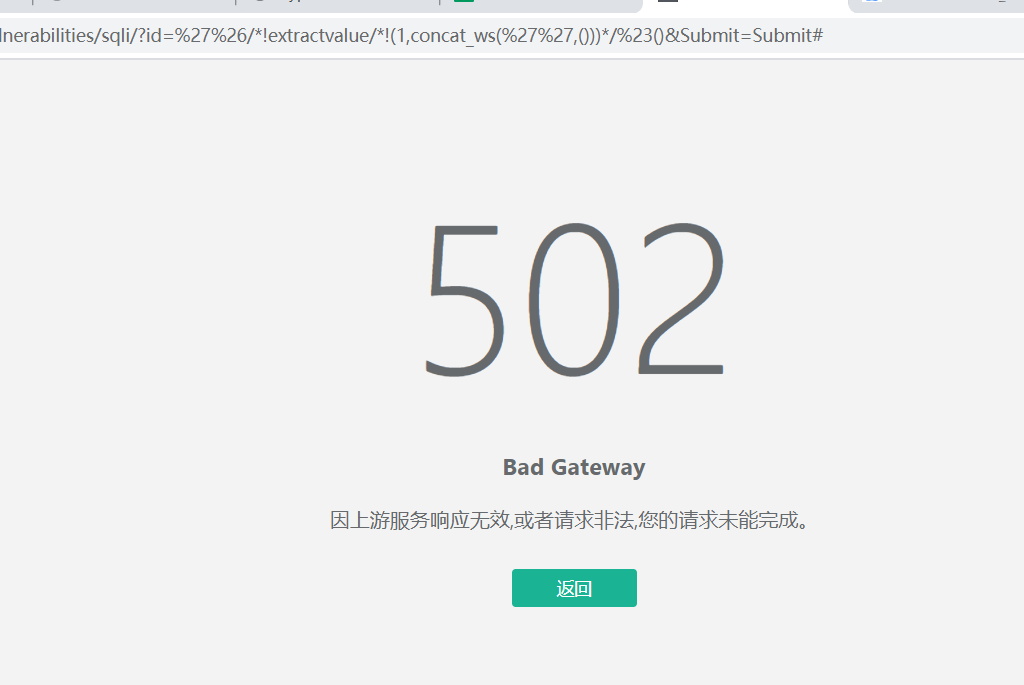 lnerabilities/sqli/?id=%27%26/*!extractvalue/*!(1,concat_ws(%27%27,()))*/%23()&Submit=Submit#
502
Bad Gateway
因上游服务响应无效,或者请求非法,您的请求未能完成。
返回